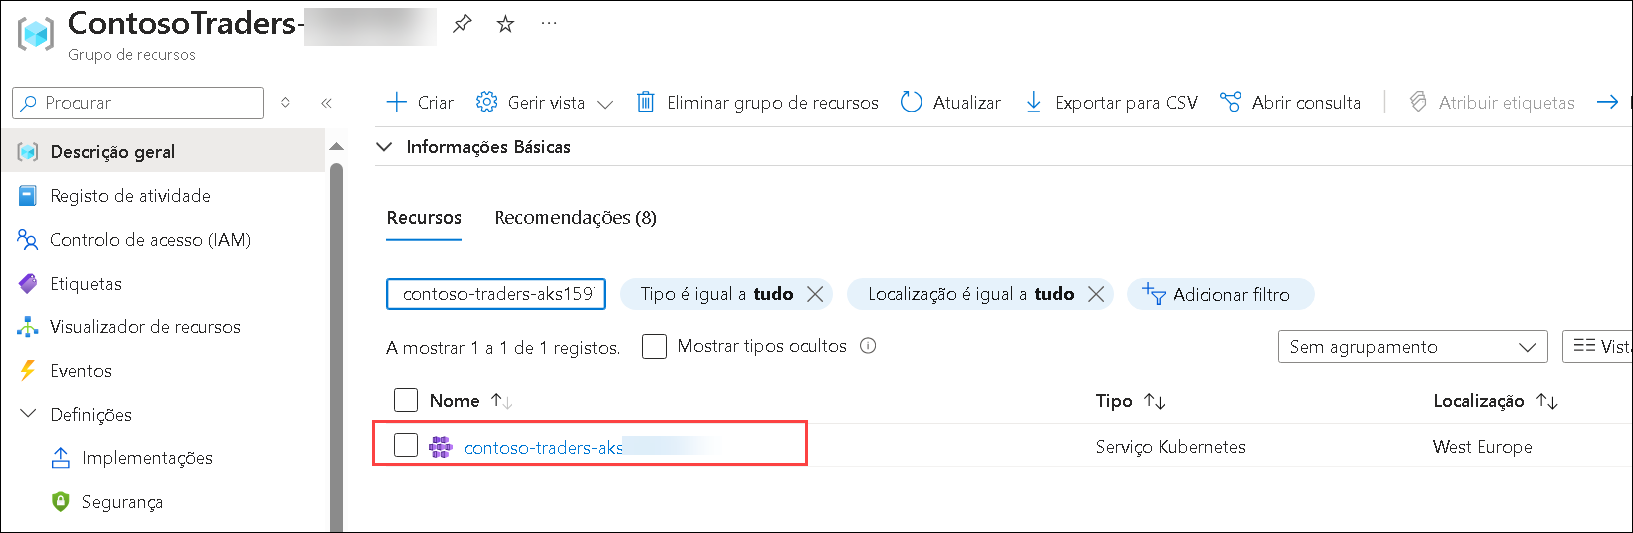 ContosoTraders-
Grupo de recursos
Procurar
Criar Gerir vista Eliminar grupo de recursos Atualizar Exportar para CSV Abrir consulta Atribuir etiquetas
Descrição geral
Informações Básicas
Registo de atividade
Recursos Recomendações (8)
Controlo de acesso (IAM)
Etiquetas
contoso-traders-aks159 Tipo é igual a tudo Localização é igual a tudo Adicionar filtro
Visualizador de recursos
A mostrar 1 a 1 de 1 registos. Mostrar tipos ocultos Sem agrupamento Vist
Eventos
Nome Tipo Localização
Definições
contoso-traders-aks Serviço Kubernetes West Europe
Implementações
Segurança